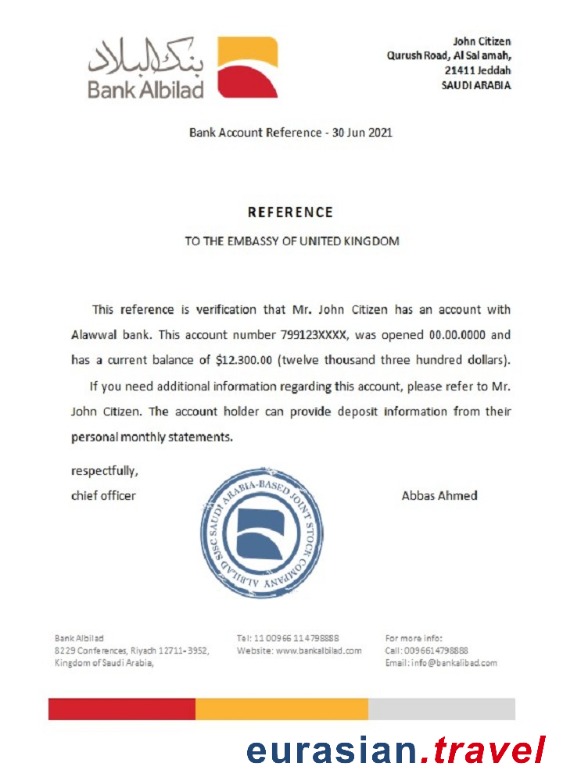 بنك البلاد
Bank Albilad
John Citizen
Qurush Road, Al Salamah,
21411 Jeddah
SAUDI ARABIA
Bank Account Reference - 30 Jun 2021
REFERENCE
TO THE EMBASSY OF UNITED KINGDOM
This reference is verification that Mr. John Citizen has an account with
Alawwal bank. This account number 799123XXXX, was opened 00.00.0000 and
has a current balance of $12.300.00 (twelve thousand three hundred dollars).
If you need additional information regarding this account, please refer to Mr.
John Citizen. The account holder can provide deposit information from their
personal monthly statements.
respectfully,
chief officer
Abbas Ahmed
ALBILAD SJSC SAUDI ARABIA-BASED JOINT STOCK COMPANY
Bank Albilad
8229 Conferences, Riyadh 12711-3952,
Kingdom of Saudi Arabia,
Tel: 11 00966 114798888
Website: www.bankalbilad.com
For more info:
Call: 0096614798888
Email: info@bankalibad.com
eurasian.travel